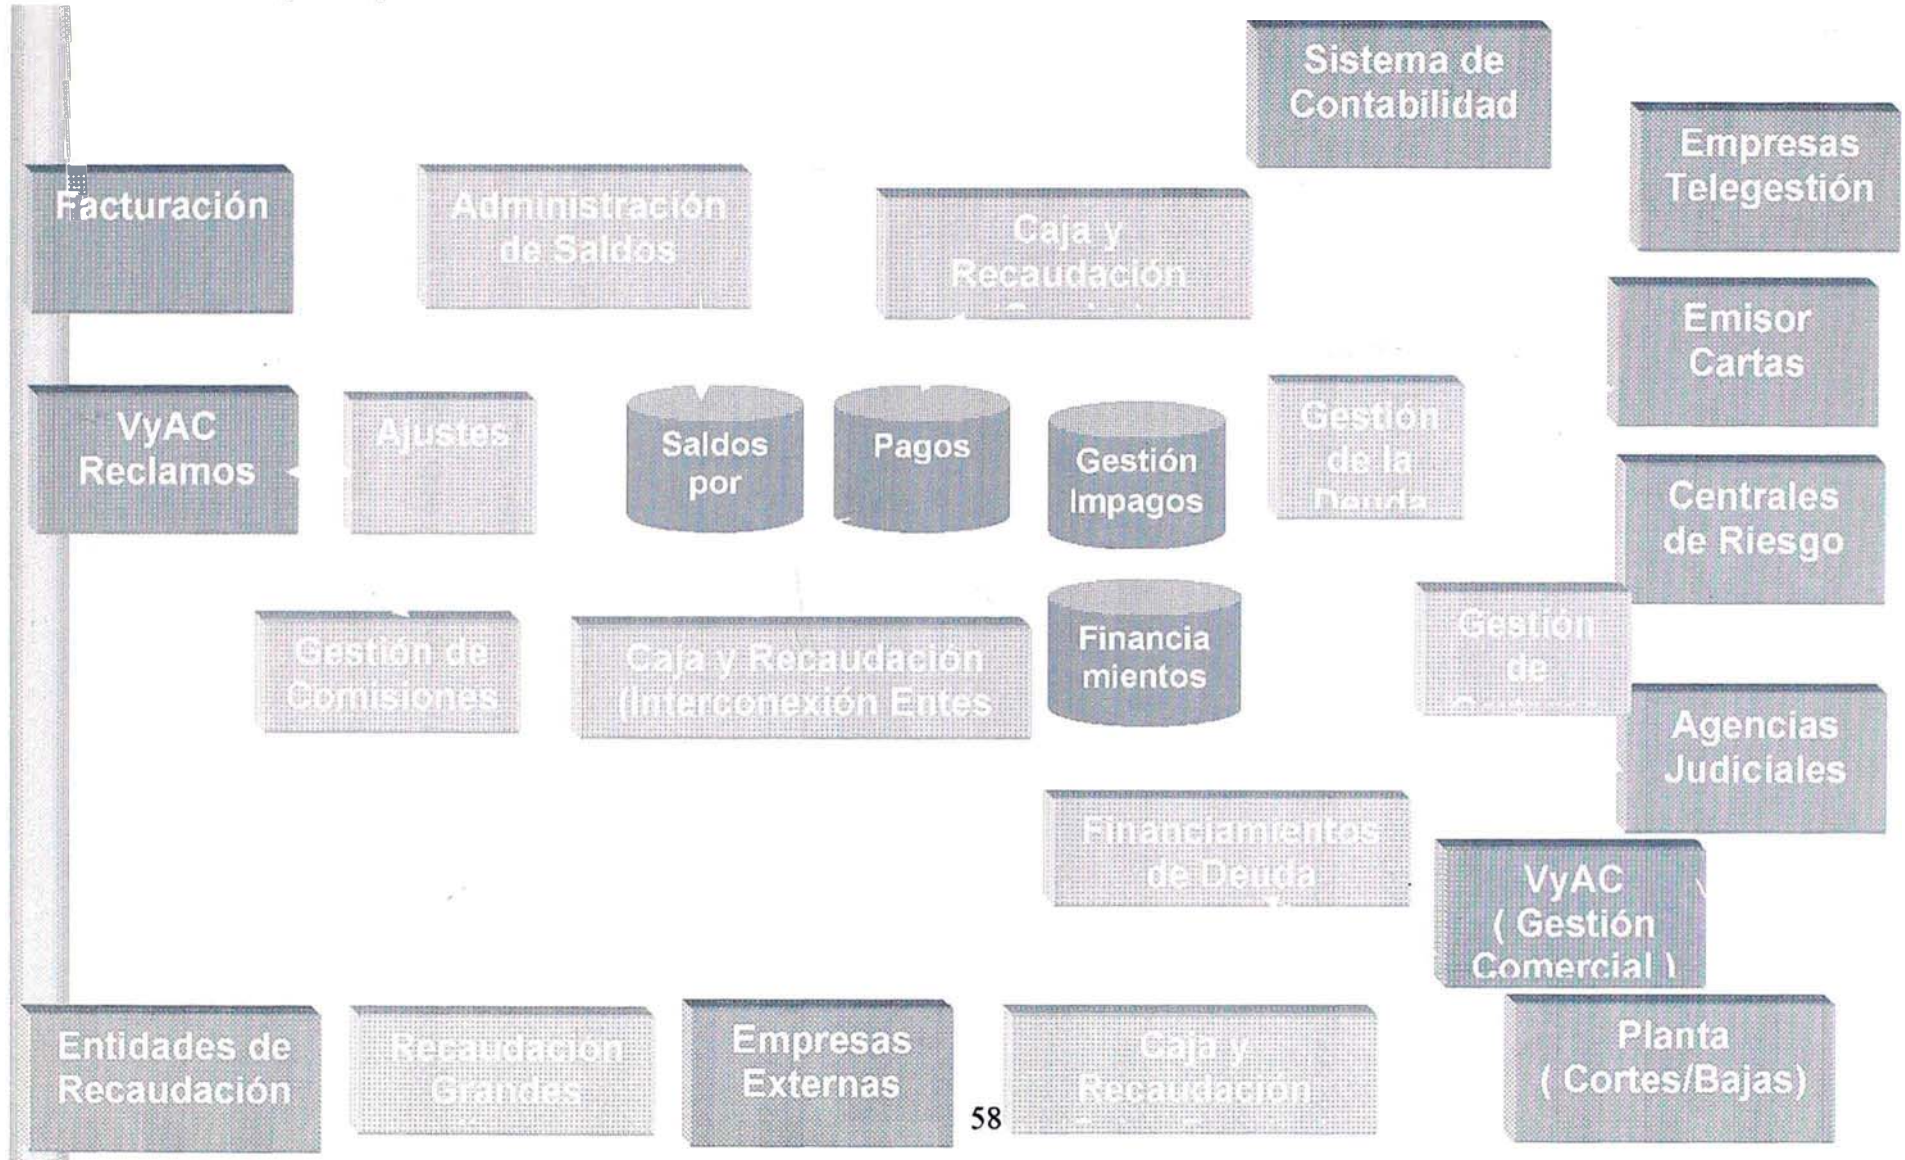 Sistema de
Contabilidad
Empresas
Telegestión
Facturación
Administración
de Saldos
Caja y
Recaudación
Emisor
Cartas
VyAC
Reclamos
Ajustes
Saldos
por
Pagos
Gestión
Impagos
Gestión
de la
Deuda
Centrales
de Riesgo
Gestión de
Comisiones
Caja y Recaudación
(Interconexión Entes
Financia
mientos
Gestión
de
Agencias
Judiciales
Financiamientos
de Deuda
VyAC
( Gestión
Comercial )
Entidades de
Recaudación
Recaudación
Grandes
Empresas
Externas
Caja y
Recaudación
Planta
( Cortes/Bajas)
58